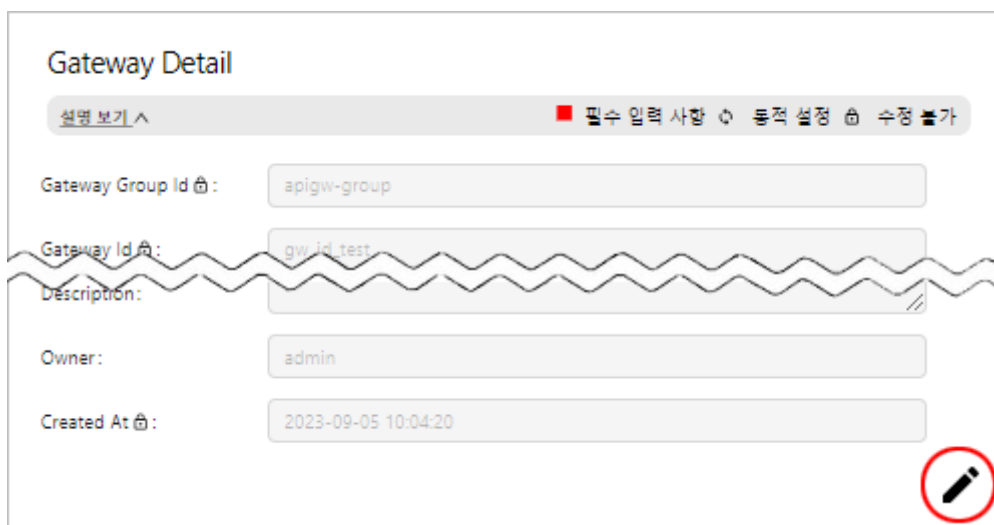 Gateway Detail
설명 보기 필수 입력 사항 동적 설정 수정 불가
Gateway Group Id : apigw-group
Gateway Id : gw_id_test
Description:
Owner: admin
Created At : 2023-09-05 10:04:20